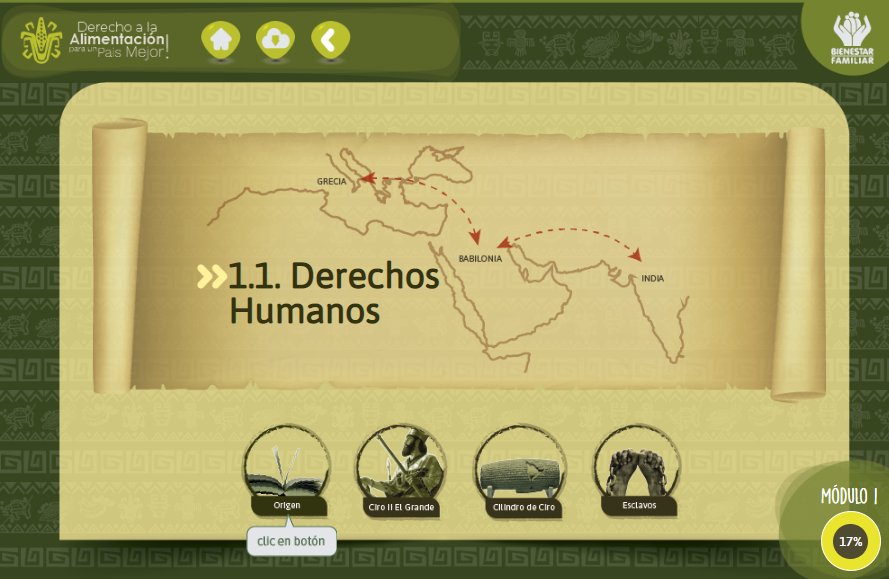 Derecho a la
Alimentación
para un País Mejor!
BIENESTAR
FAMILIAR
GRECIA
BABILONIA
INDIA
1.1. Derechos
Humanos
Origen
Ciro II El Grande
Cilindro de Ciro
Esclavos
clic en botón
MÓDULO 1
17%